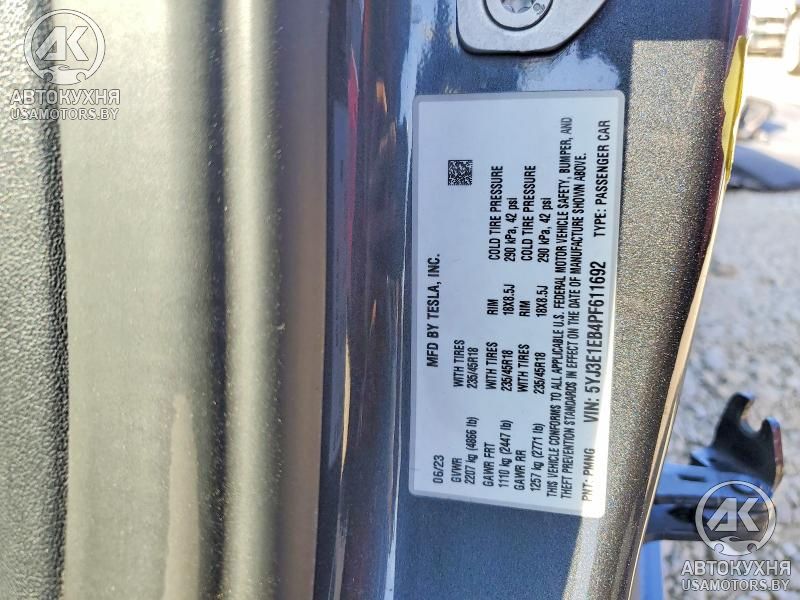 AK
АВТОКУХНЯ
USAMOTORS.BY
MFD BY TESLA, INC.
06/23
GVWR WITH TIRES RIM COLD TIRE PRESSURE
2207 kg (4866 lb) 235/45R18 18X8.5J 290 kPa, 42 psi
GAWR FRT WITH TIRES RIM COLD TIRE PRESSURE
1110 kg (2447 lb) 235/45R18 18X8.5J 290 kPa, 42 psi
GAWR RR
1257 kg (2771 lb) 235/45R18
THIS VEHICLE CONFORMS TO ALL APPLICABLE U.S. FEDERAL MOTOR VEHICLE SAFETY, BUMPER, AND
THEFT PREVENTION STANDARDS IN EFFECT ON THE DATE OF MANUFACTURE SHOWN ABOVE.
PNT: PMNG VIN: 5YJ3E1EB4PF611692 TYPE: PASSENGER CAR
AK
АВТОКУХНЯ
USAMOTORS.BY